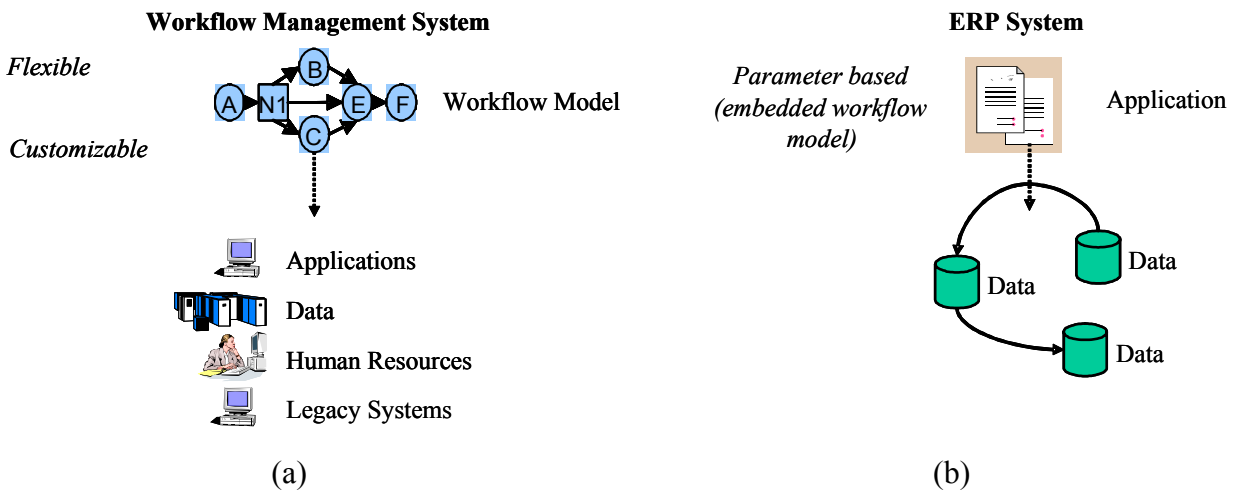 Workflow Management System
Flexible
Customizable
B
A
N1
E
F
C
Workflow Model
Applications
Data
Human Resources
Legacy Systems
(a)
ERP System
Parameter based
(embedded workflow
model)
Application
Data
Data
Data
(b)